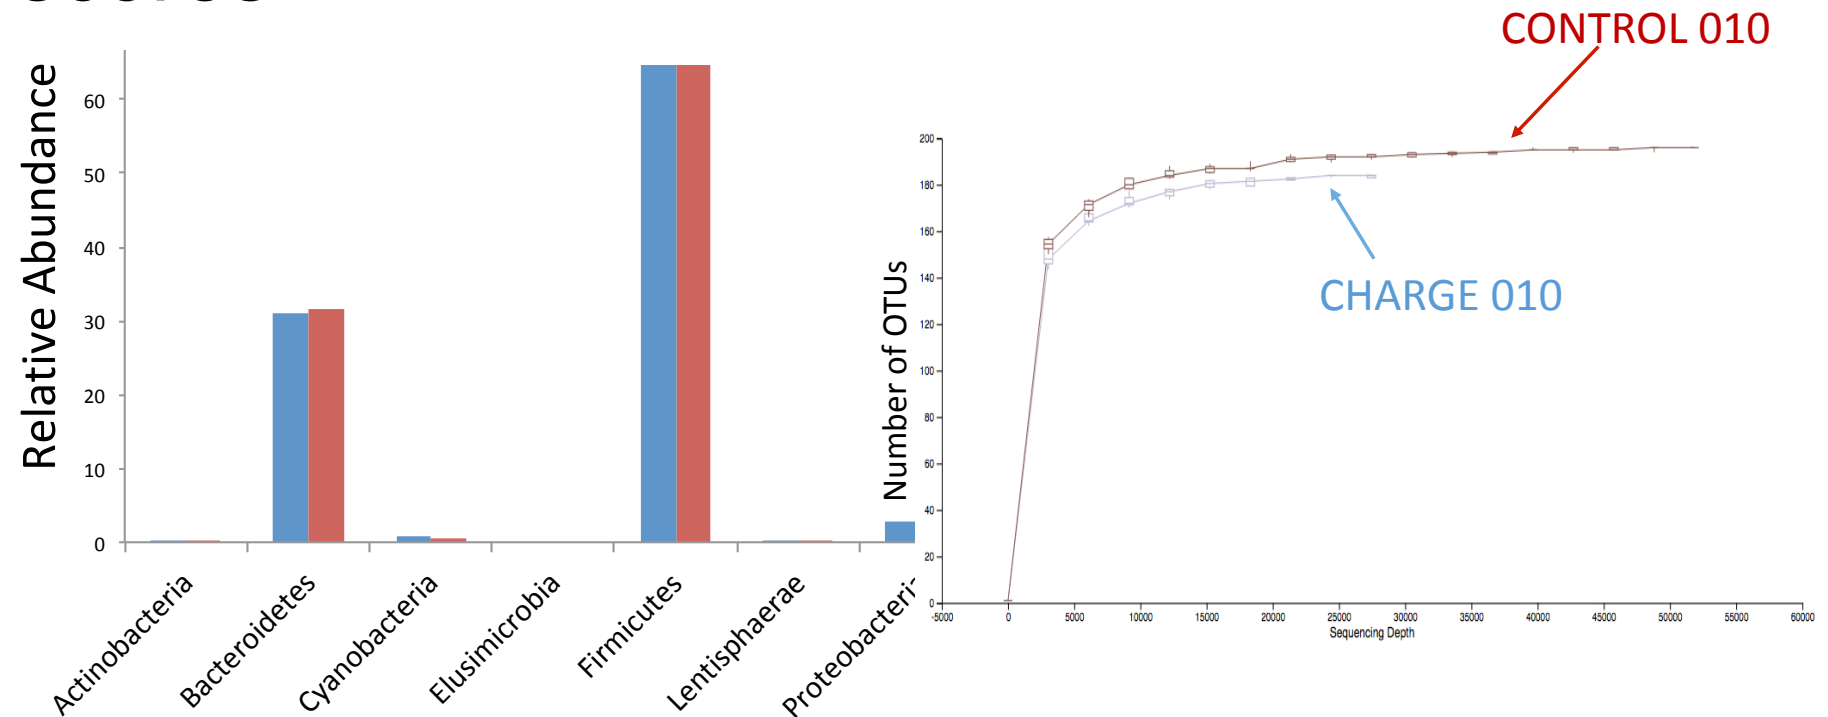 Relative Abundance
60
50
40
30
20
10
0
Actinobacteria
Bacteroidetes
Cyanobacteria
Elusimicrobia
Firmicutes
Lentisphaerae
CONTROL 010
CHARGE 010
Number of OTUs
200
180
160
140
120
100
80
60
40
20
0
-5000 0 5000 10000 15000 20000 25000 30000 35000 40000 45000 50000 55000 60000
Sequencing Depth